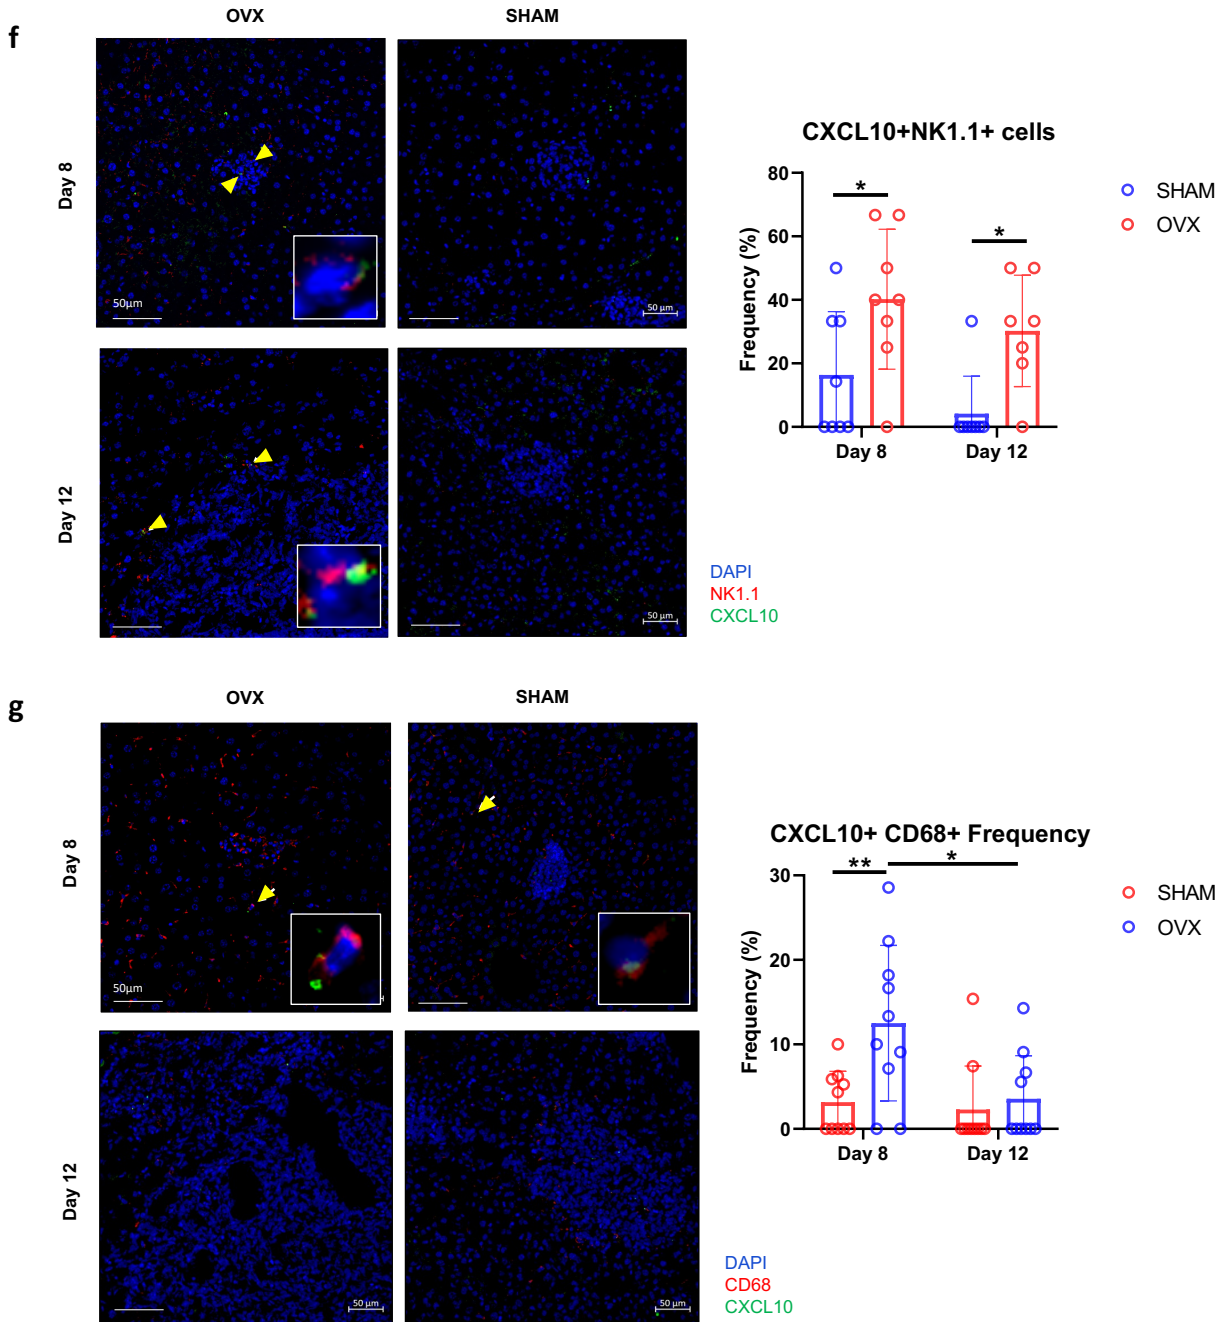 f
OVX
SHAM
Day 8
50µm
50 µm
Day 12
50 µm
CXCL10+NK1.1+ cells
Frequency (%)
80
60
40
20
0
*
*
Day 8
Day 12
SHAM
OVX
DAPI
NK1.1
CXCL10
g
OVX
SHAM
Day 8
50µm
Day 12
50 µm
50 µm
CXCL10+ CD68+ Frequency
Frequency (%)
30
20
10
0
**
*
Day 8
Day 12
SHAM
OVX
DAPI
CD68
CXCL10